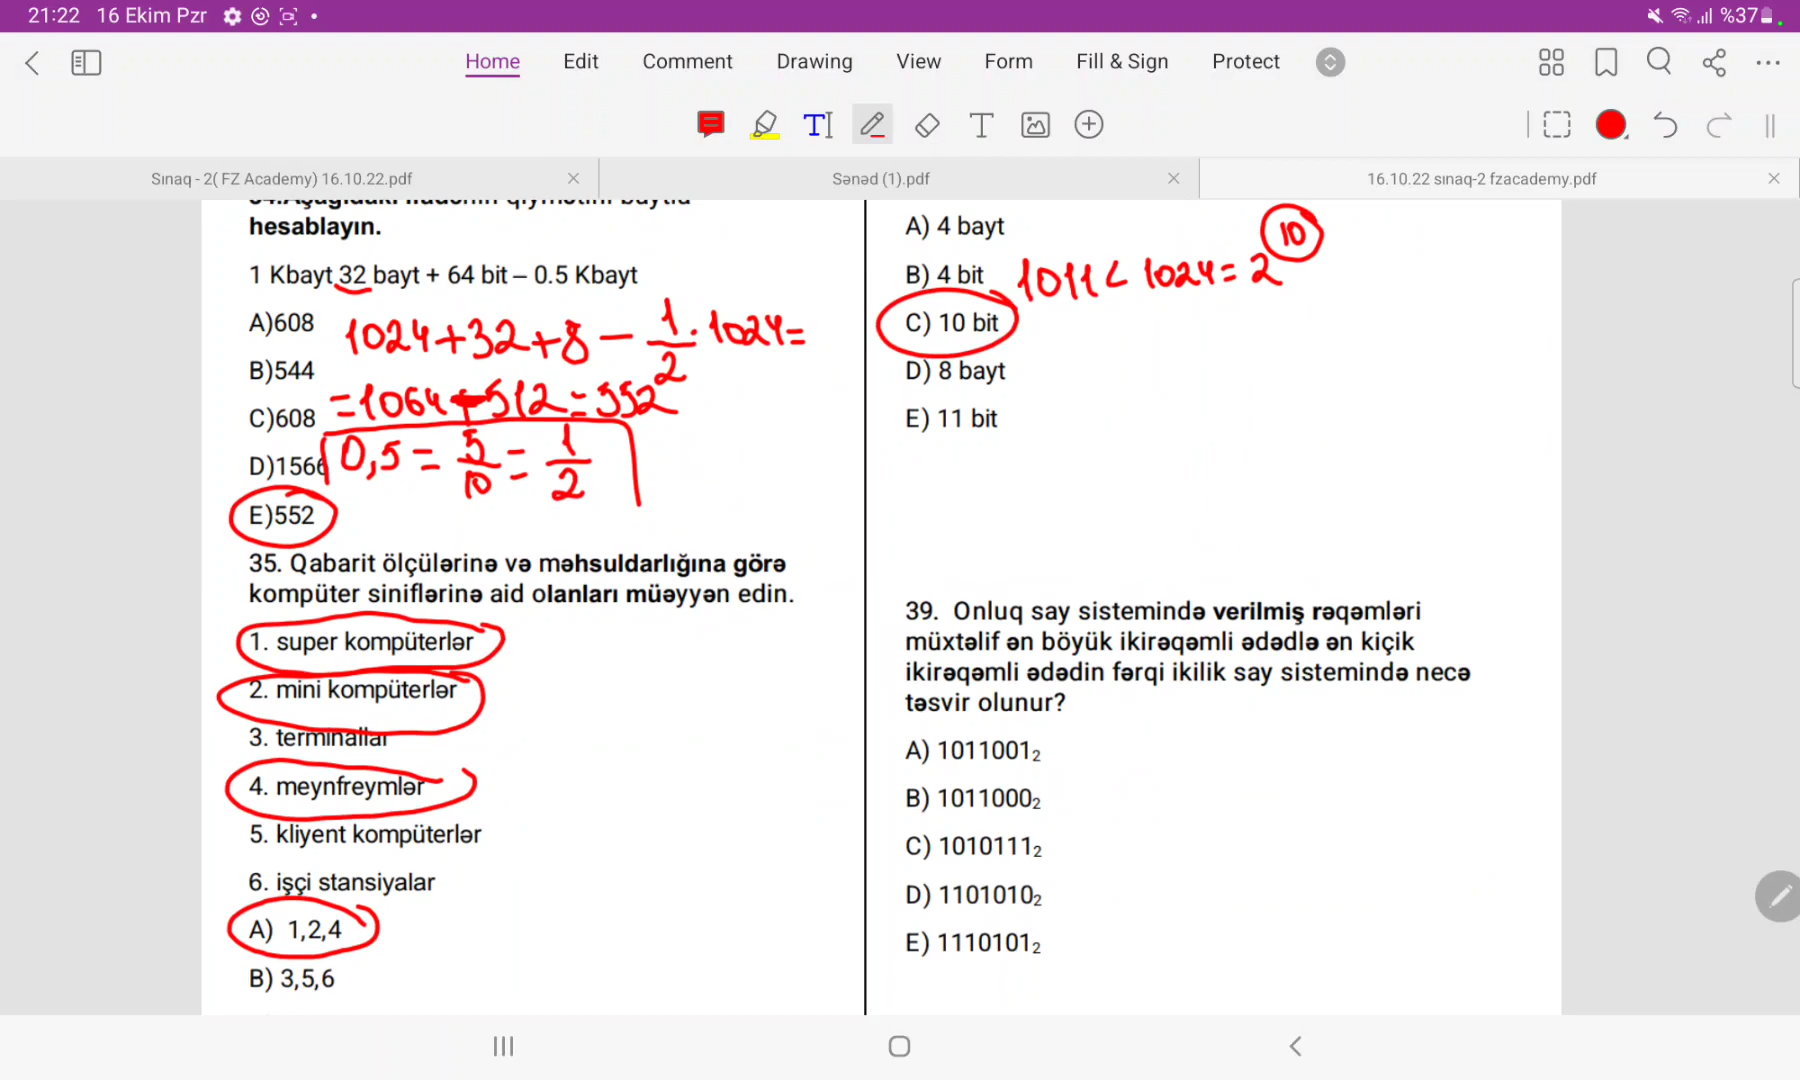 21:22 16 Ekim Pzr
%37
Home Edit Comment Drawing View Form Fill & Sign Protect
Sınaq - 2( FZ Academy) 16.10.22.pdf
Sənəd (1).pdf
16.10.22 sınaq-2 fzacademy.pdf
34.Aşağıdakı ifadənin qiymətini baytla
hesablayın.
1 Kbayt 32 bayt + 64 bit – 0.5 Kbayt
A)608
1024+32+8-1/2·1024=
B)544
=1064-512=552
C)608
0,5=5/10=1/2
D)1566
E)552
35. Qabarit ölçülərinə və məhsuldarlığına görə
kompüter siniflərinə aid olanları müəyyən edin.
1. super kompüterlər
2. mini kompüterlər
3. terminallar
4. meynfreymlər
5. kliyent kompüterlər
6. işçi stansiyalar
A) 1,2,4
B) 3,5,6
A) 4 bayt
B) 4 bit
1011<1024=2^10
C) 10 bit
D) 8 bayt
E) 11 bit
39. Onluq say sistemində verilmiş rəqəmləri
müxtəlif ən böyük ikirəqəmli ədədlə ən kiçik
ikirəqəmli ədədin fərqi ikilik say sistemində necə
təsvir olunur?
A) 1011001₂
B) 1011000₂
C) 1010111₂
D) 1101010₂
E) 1110101₂